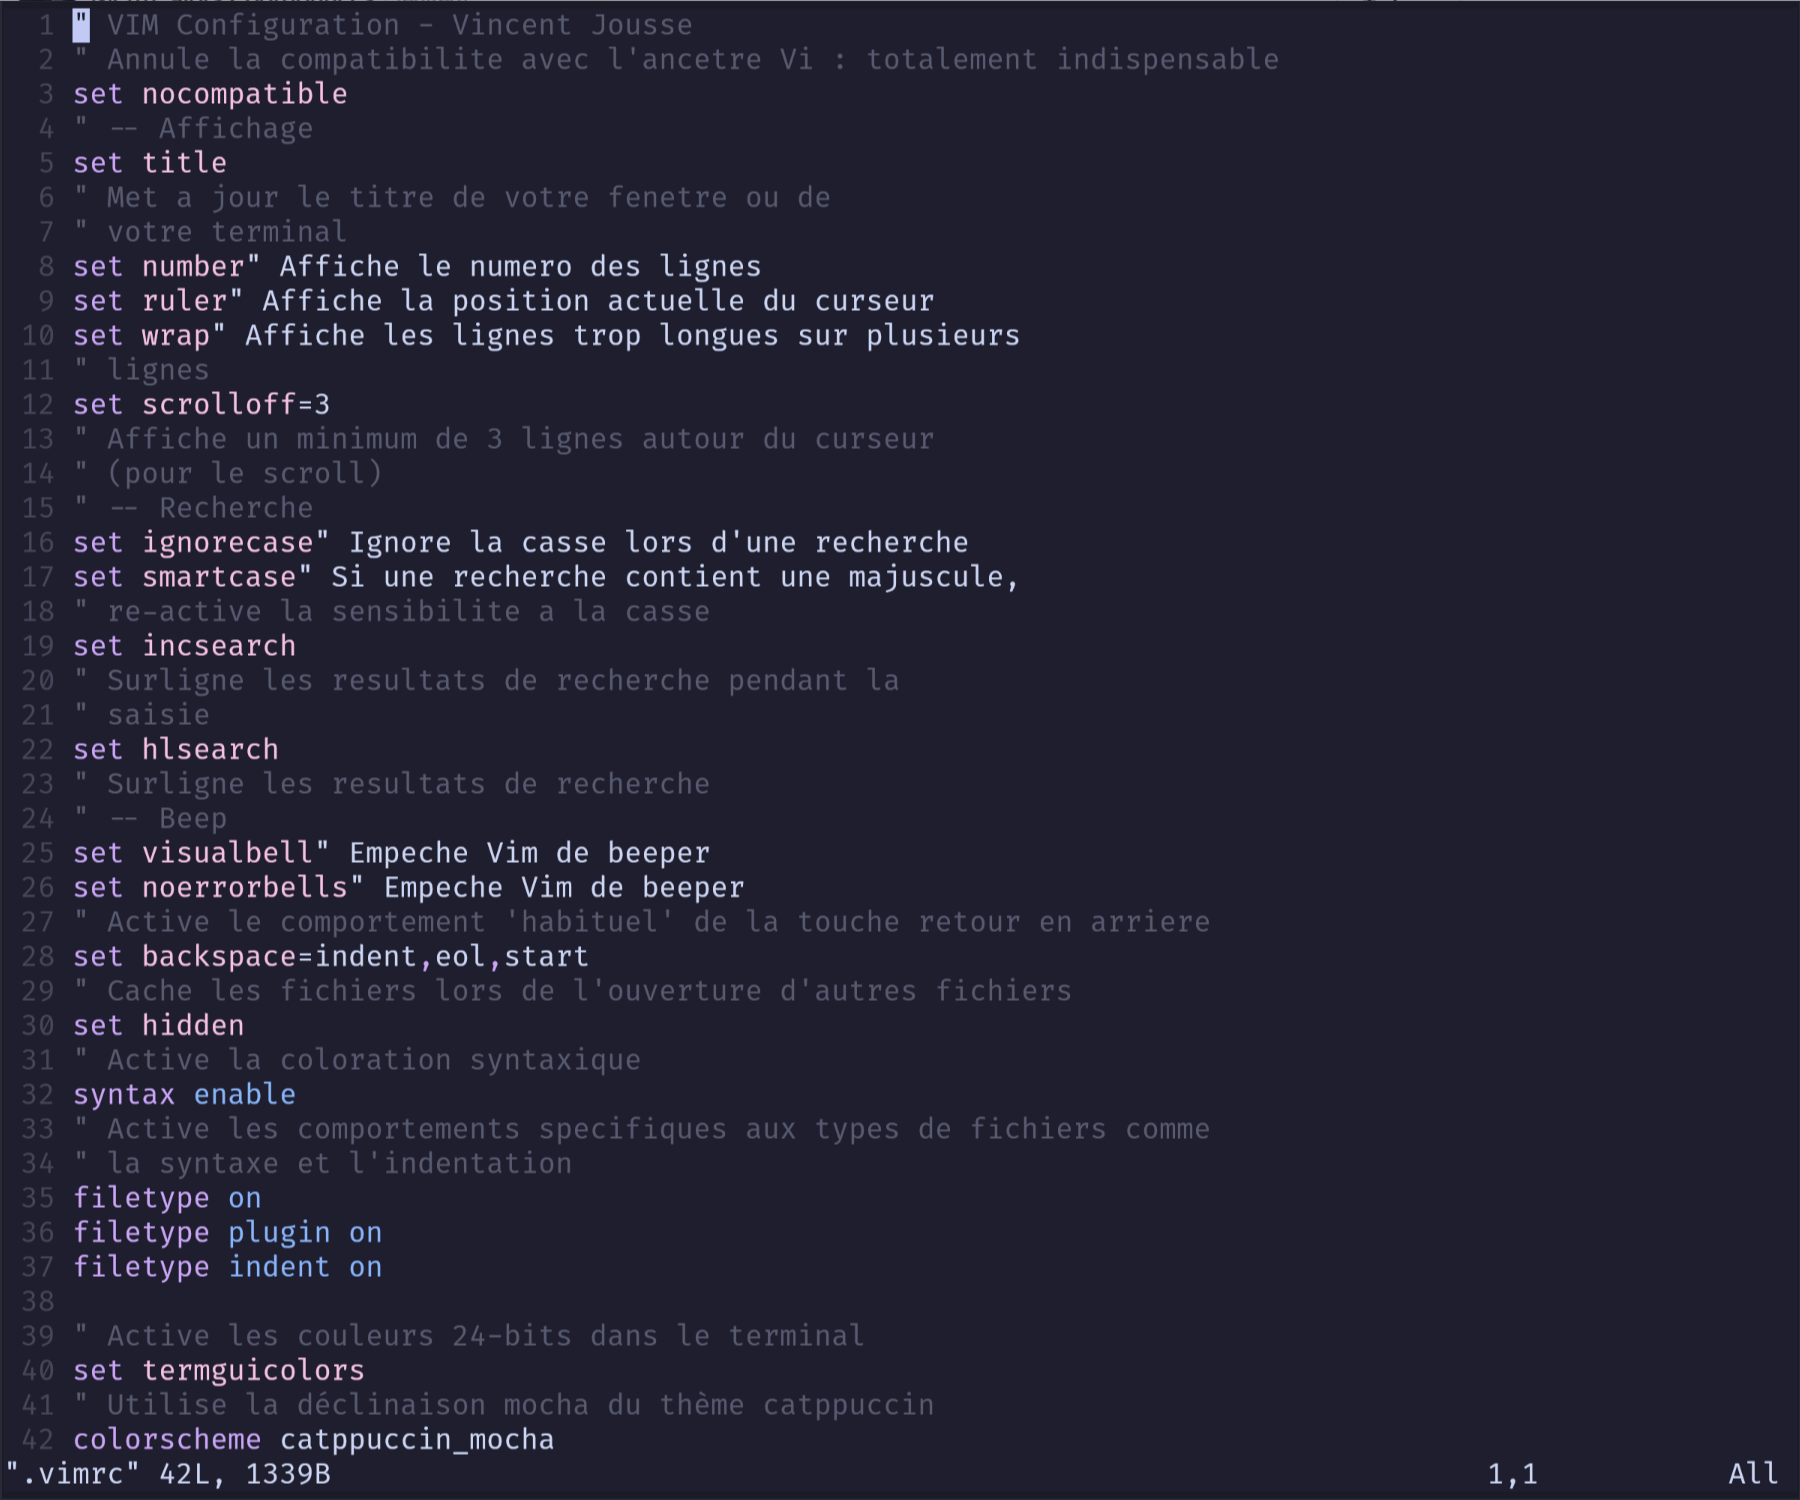 1 " VIM Configuration - Vincent Jousse
2 " Annule la compatibilite avec l'ancetre Vi : totalement indispensable
3 set nocompatible
4 " -- Affichage
5 set title
6 " Met a jour le titre de votre fenetre ou de
7 " votre terminal
8 set number" Affiche le numero des lignes
9 set ruler" Affiche la position actuelle du curseur
10 set wrap" Affiche les lignes trop longues sur plusieurs
11 " lignes
12 set scrolloff=3
13 " Affiche un minimum de 3 lignes autour du curseur
14 " (pour le scroll)
15 " -- Recherche
16 set ignorecase" Ignore la casse lors d'une recherche
17 set smartcase" Si une recherche contient une majuscule,
18 " re-active la sensibilite a la casse
19 set incsearch
20 " Surligne les resultats de recherche pendant la
21 " saisie
22 set hlsearch
23 " Surligne les resultats de recherche
24 " -- Beep
25 set visualbell" Empeche Vim de beeper
26 set noerrorbells" Empeche Vim de beeper
27 " Active le comportement 'habituel' de la touche retour en arriere
28 set backspace=indent,eol,start
29 " Cache les fichiers lors de l'ouverture d'autres fichiers
30 set hidden
31 " Active la coloration syntaxique
32 syntax enable
33 " Active les comportements specifiques aux types de fichiers comme
34 " la syntaxe et l'indentation
35 filetype on
36 filetype plugin on
37 filetype indent on
38
39 " Active les couleurs 24-bits dans le terminal
40 set termguicolors
41 " Utilise la déclinaison mocha du thème catppuccin
42 colorscheme catppuccin_mocha
".vimrc" 42L, 1339B 1,1 All